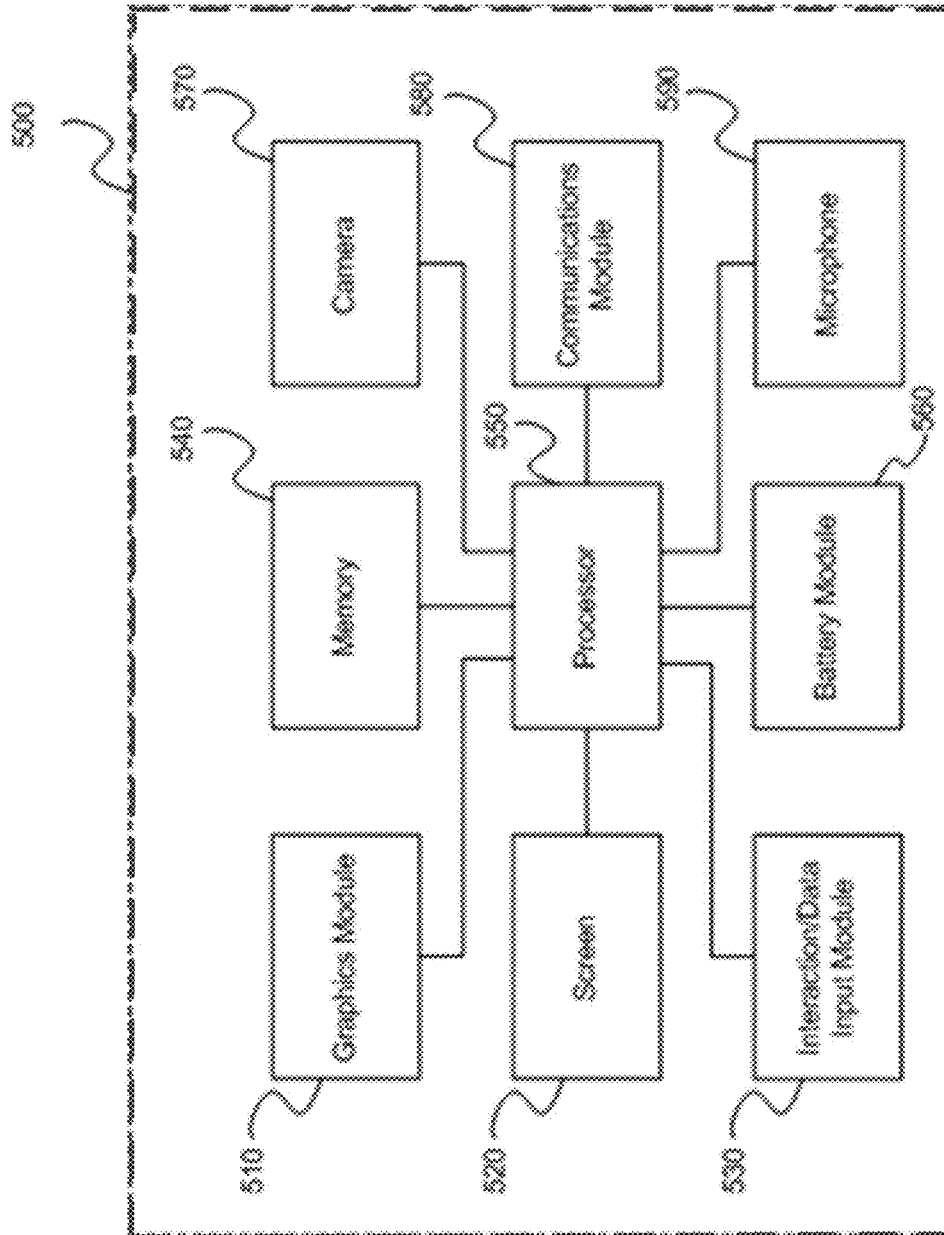 500
510
540
570
Graphics Module
Memory
Camera
520
550
580
Screen
Processor
Communications
Module
530
590
Interaction/Data
Input Module
Battery Module
Microphone
560